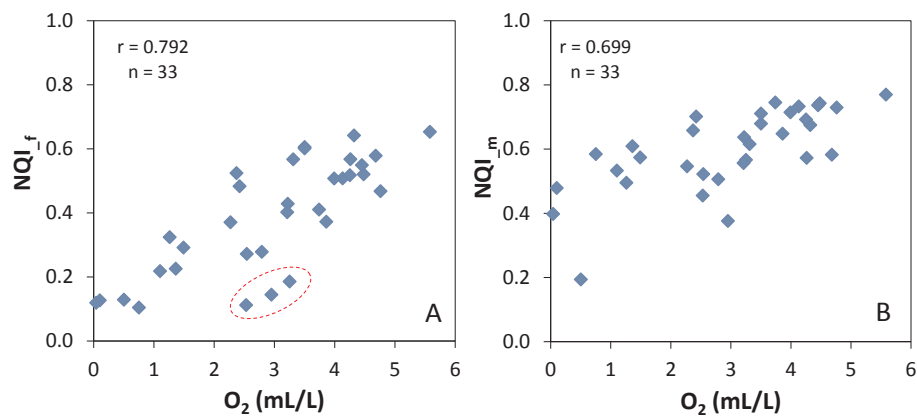 1.0
0.8
0.6
0.4
0.2
0.0
NQI_f
r = 0.792
n = 33
A
0 1 2 3 4 5 6
O₂ (mL/L)
1.0
0.8
0.6
0.4
0.2
0.0
NQI_m
r = 0.699
n = 33
B
0 1 2 3 4 5 6
O₂ (mL/L)